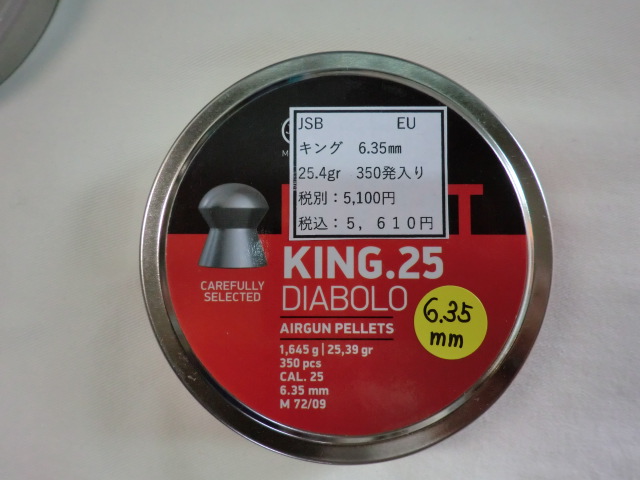 JSB EU
キング 6.35mm
25.4gr 350発入り
税別：5,100円
税込：5，610円
T
KING.25
DIABOLO
CAREFULLY
SELECTED
AIRGUN PELLETS
1,645 g | 25,39 gr
350 pcs
CAL. 25
6.35 mm
M 72/09
6.35
mm